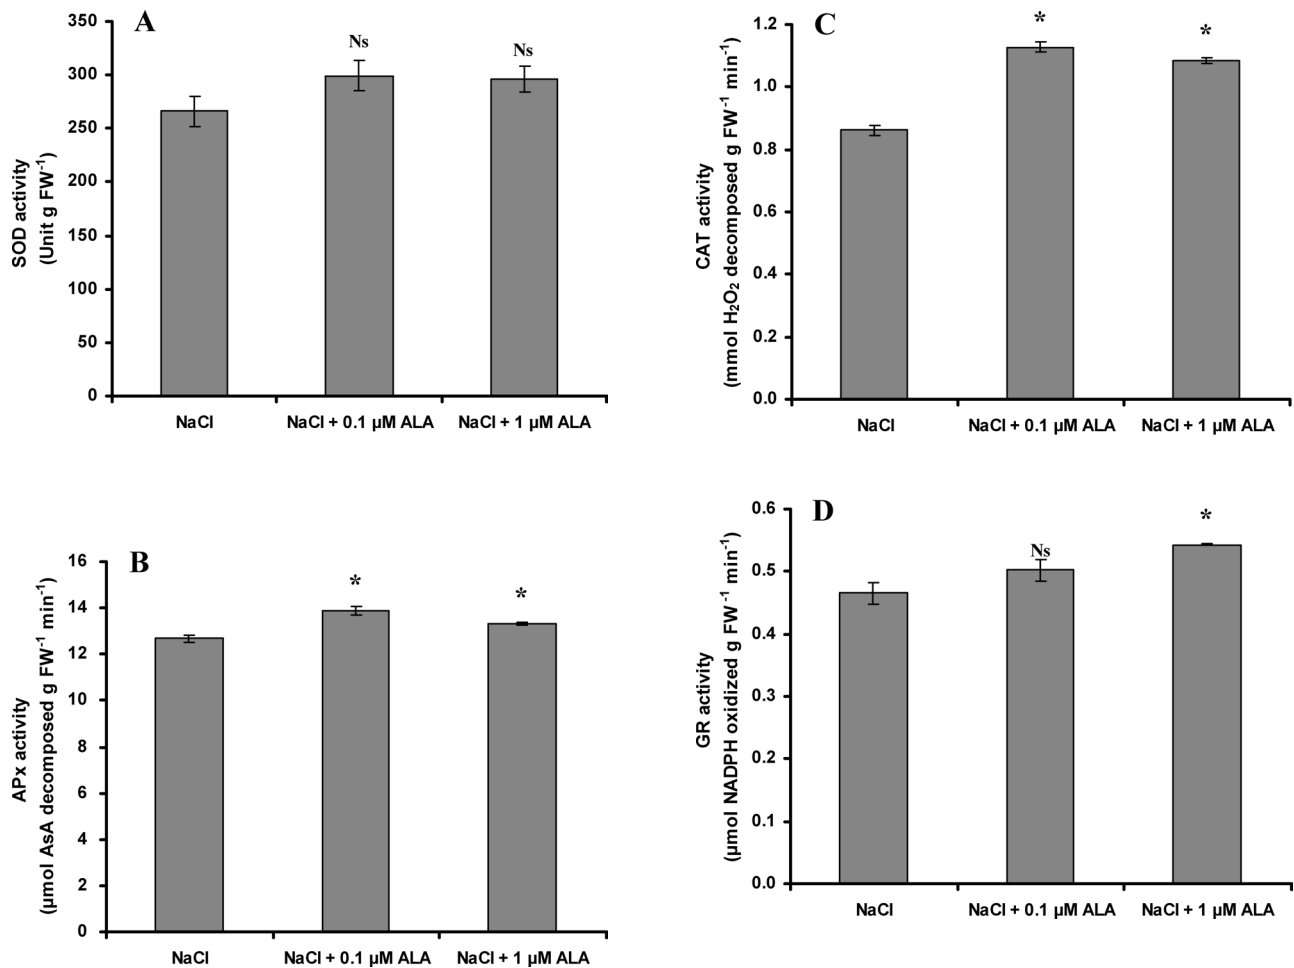 A
SOD activity
(Unit g FW⁻¹)
350
300
250
200
150
100
50
0
Ns
Ns
NaCl
NaCl + 0.1 µM ALA
NaCl + 1 µM ALA
B
APx activity
(µmol AsA decomposed g FW⁻¹ min⁻¹)
16
14
12
10
8
6
4
2
0
*
*
NaCl
NaCl + 0.1 µM ALA
NaCl + 1 µM ALA
C
CAT activity
(mmol H₂O₂ decomposed g FW⁻¹ min⁻¹)
1.2
1.0
0.8
0.6
0.4
0.2
0.0
*
*
NaCl
NaCl + 0.1 µM ALA
NaCl + 1 µM ALA
D
GR activity
(µmol NADPH oxidized g FW⁻¹ min⁻¹)
0.6
0.5
0.4
0.3
0.2
0.1
0.0
Ns
*
NaCl
NaCl + 0.1 µM ALA
NaCl + 1 µM ALA